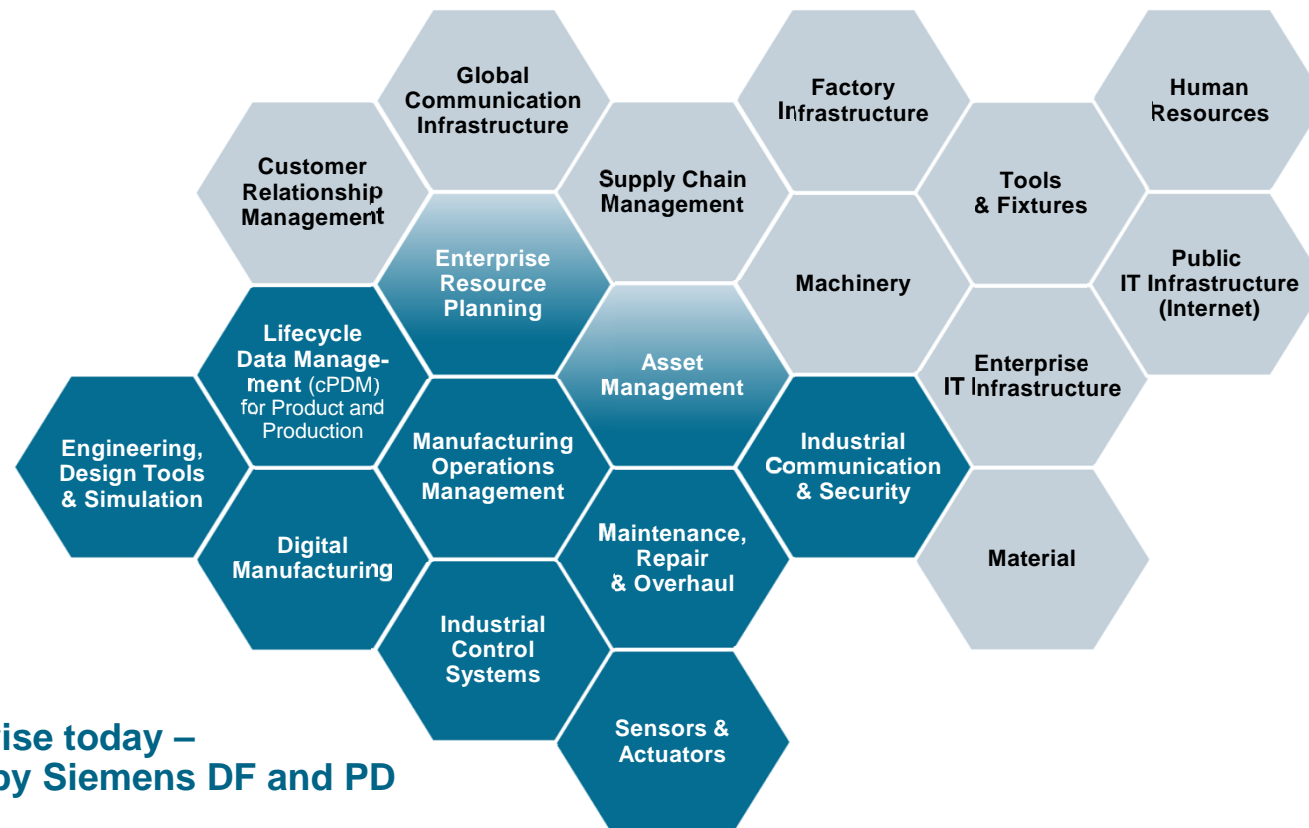 Global
Communication
Infrastructure
Factory
Infrastructure
Human
Resources
Customer
Relationship
Management
Supply Chain
Management
Tools
& Fixtures
Enterprise
Resource
Planning
Machinery
Public
IT Infrastructure
(Internet)
Lifecycle
Data Manage-
ment (cPDM)
for Product and
Production
Asset
Management
Enterprise
IT Infrastructure
Engineering,
Design Tools
& Simulation
Manufacturing
Operations
Management
Industrial
Communication
& Security
Digital
Manufacturing
Maintenance,
Repair
& Overhaul
Material
Industrial
Control
Systems
Sensors &
Actuators
today –
by Siemens DF and PD